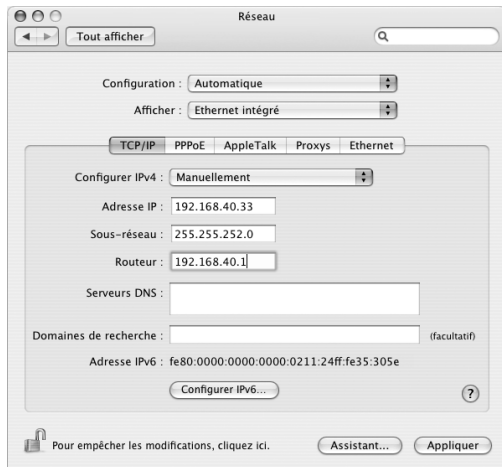 Réseau
Tout afficher
Configuration : Automatique
Afficher : Ethernet intégré
TCP/IP PPPoE AppleTalk Proxys Ethernet
Configurer IPv4 : Manuellement
Adresse IP : 192.168.40.33
Sous-réseau : 255.255.252.0
Routeur : 192.168.40.1
Serveurs DNS :
Domaines de recherche : (facultatif)
Adresse IPv6 : fe80:0000:0000:0000:0211:24ff:fe35:305e
Configurer IPv6... ?
Pour empêcher les modifications, cliquez ici. Assistant... Appliquer